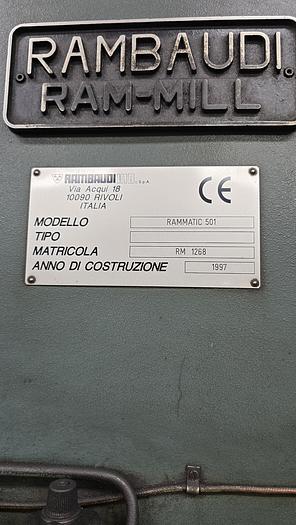 RAMBAUDI
RAM-MILL
RAMBAUDI S.p.A.
Via Acqui 18
10090 RIVOLI
ITALIA
CE
MODELLO RAMMATIC 501
TIPO
MATRICOLA RM 1268
ANNO DI COSTRUZIONE 1997